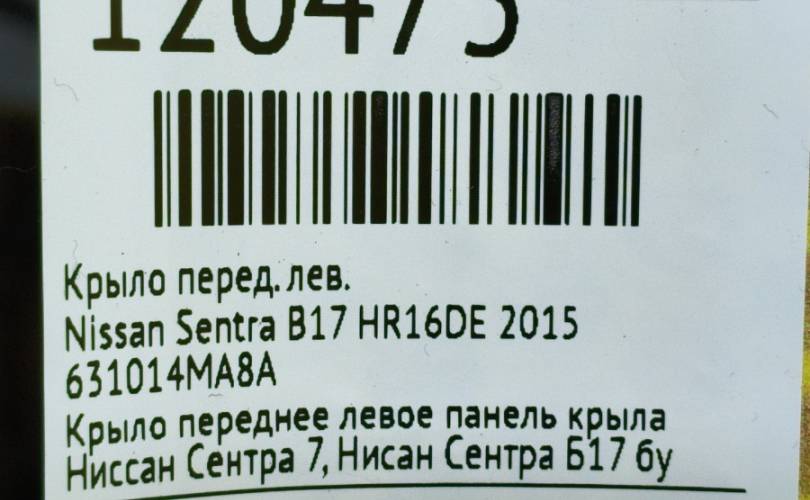 120475
Крыло перед. лев.
Nissan Sentra B17 HR16DE 2015
631014MA8A
Крыло переднее левое панель крыла
Ниссан Сентра 7, Нисан Сентра Б17 бу